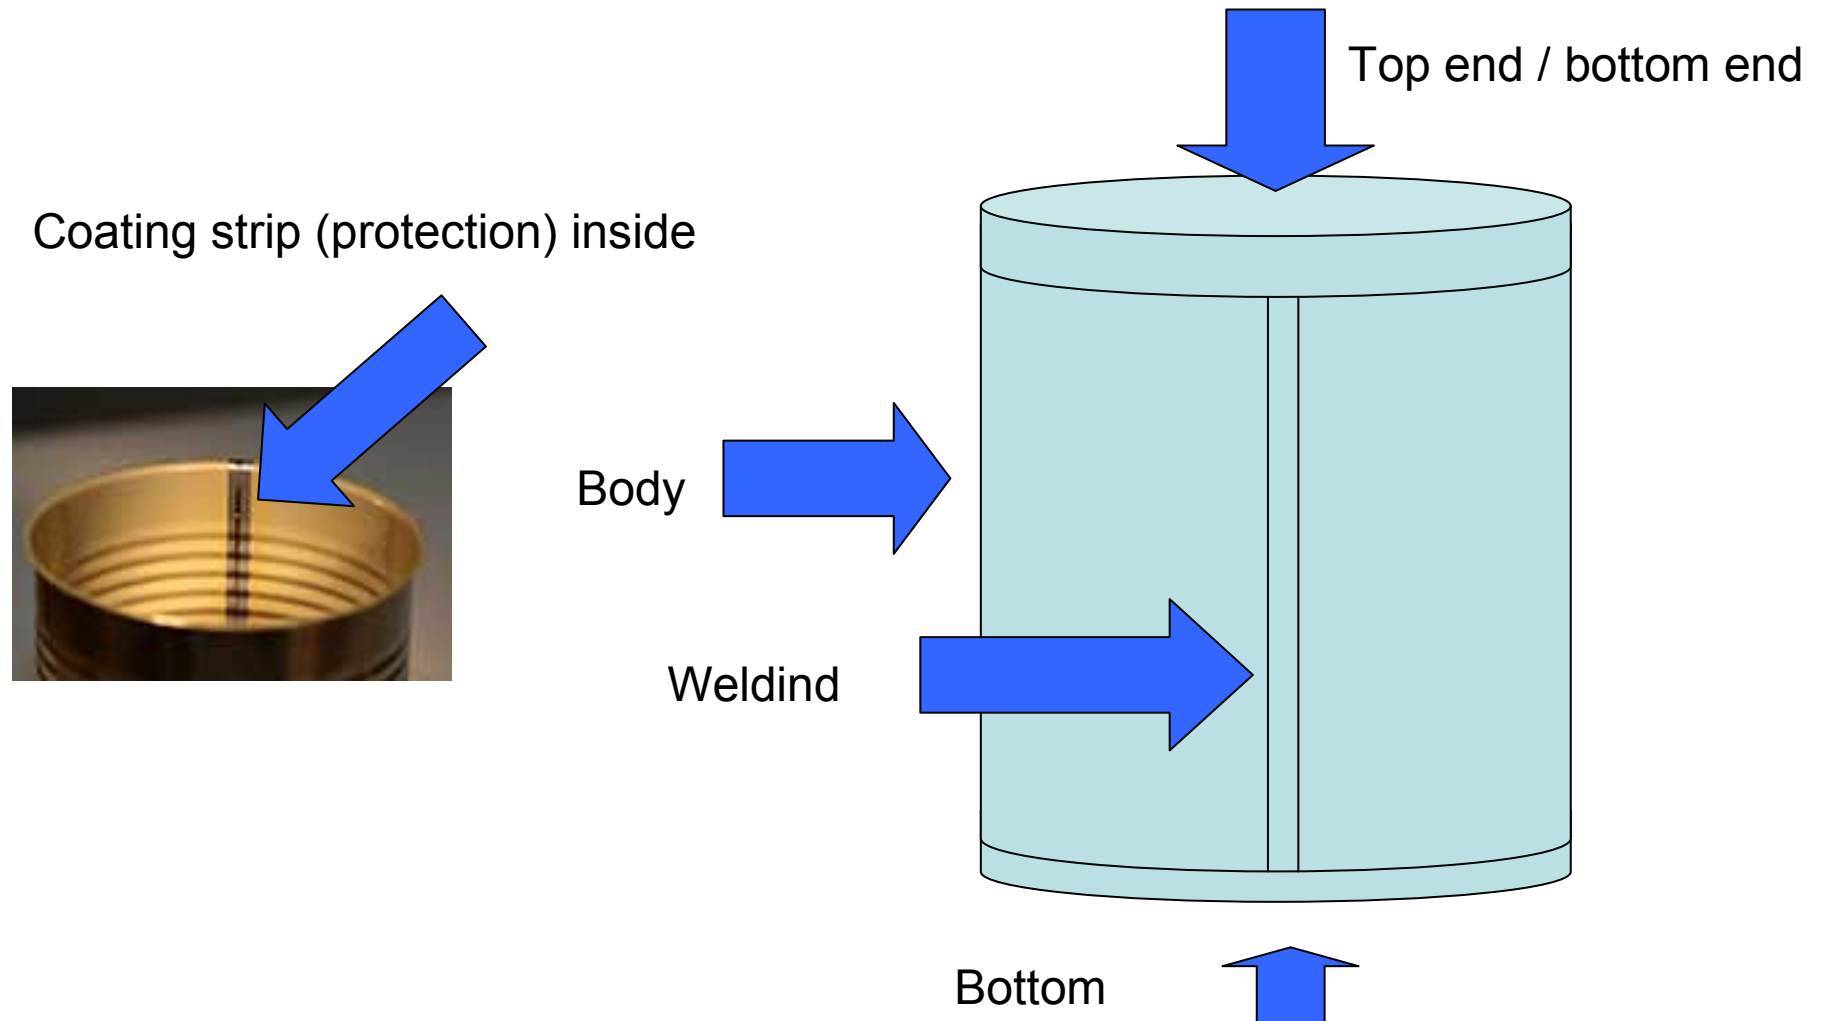 Top end / bottom end
Coating strip (protection) inside
Body
Weldind
Bottom